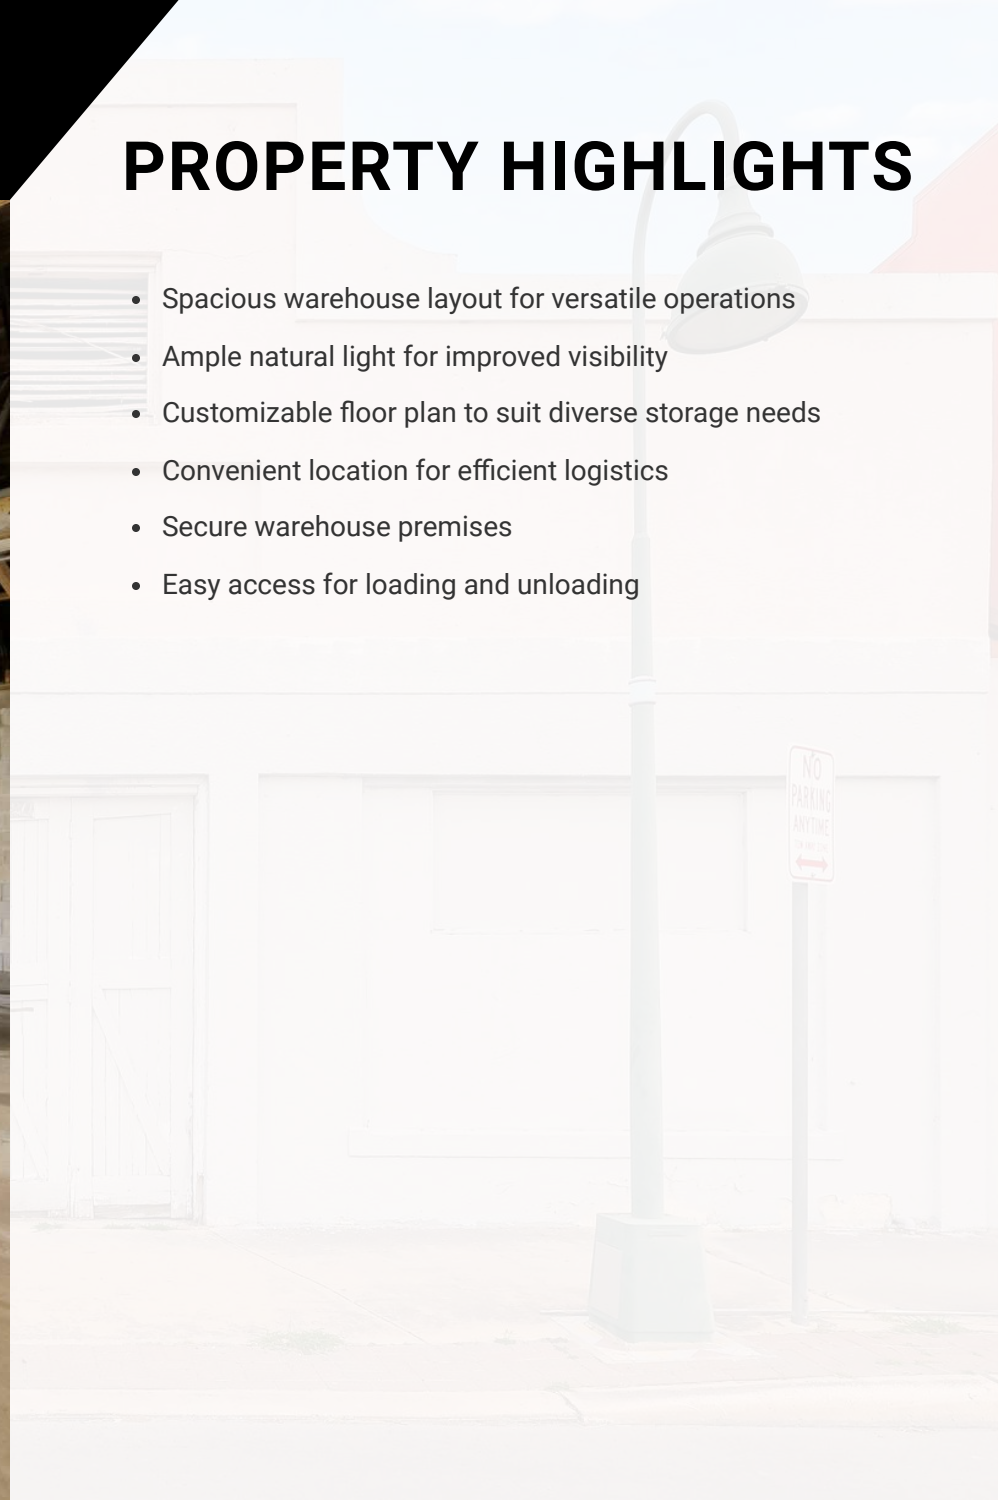 PROPERTY HIGHLIGHTS
• Spacious warehouse layout for versatile operations
• Ample natural light for improved visibility
• Customizable floor plan to suit diverse storage needs
• Convenient location for efficient logistics
• Secure warehouse premises
• Easy access for loading and unloading
NO
PARKING
ANYTIME